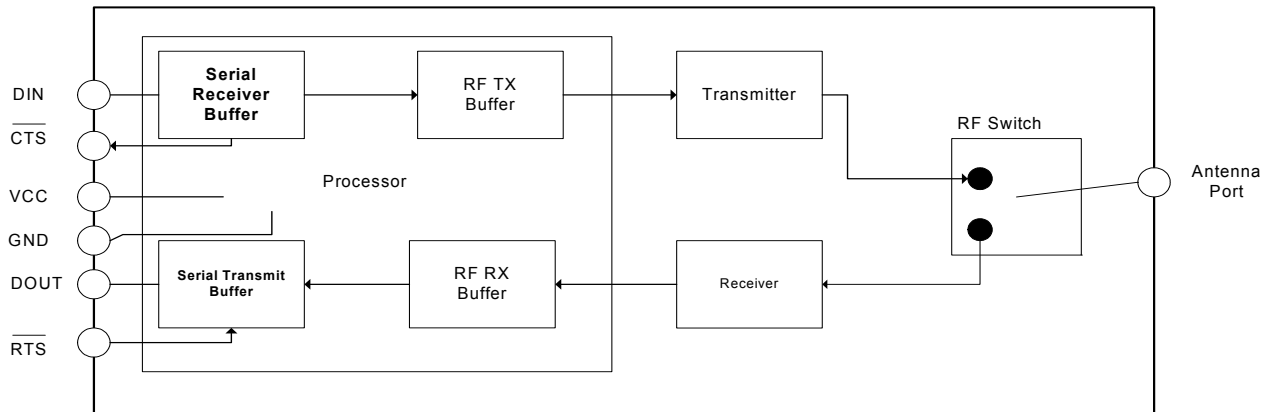 DIN
CTS
VCC
GND
DOUT
RTS
Serial
Receiver
Buffer
RF TX
Buffer
Transmitter
RF Switch
Antenna
Port
Processor
Serial Transmit
Buffer
RF RX
Buffer
Receiver